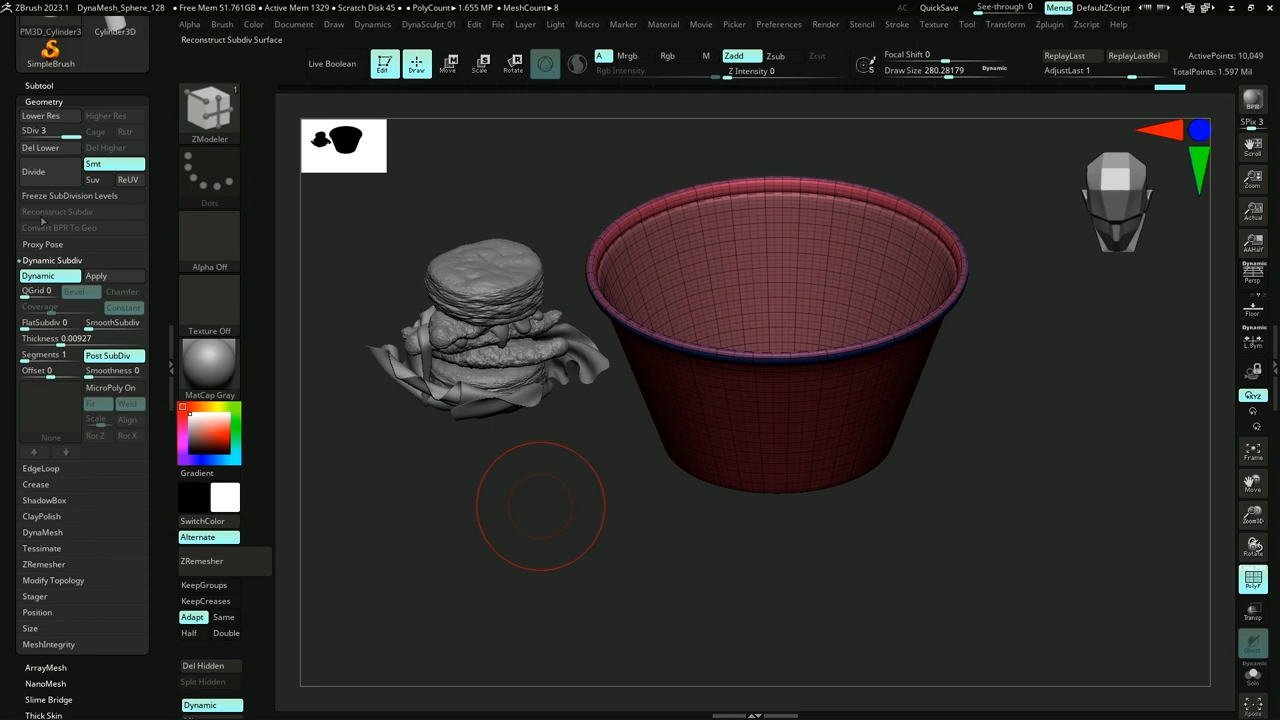 ZBrush 2023.1 DynaMesh_Sphere_128 • Free Mem 51.761GB • Active Mem 1329 • Scratch Disk 45 • PolyCount▸ 1.655 MP • MeshCount▸ 8
AC QuickSave See-through 0 Menus DefaultZScript
Alpha Brush Color Document Draw Dynamics DynaSculpt_01 Edit File Layer Light Macro Marker Material Movie Picker Preferences Render Stencil Stroke Texture Tool Transform Zplugin Zscript Help
PM3D_Cylinder3 Cylinder3D
SimpleBrush
Reconstruct Subdiv Surface
Live Boolean
Edit
Draw
Move
Scale
Rotate
A Mrgb Rgb M
Rgb Intensity
Zadd Zsub Zcut
Z Intensity 0
Focal Shift 0
Draw Size 280.28179 Dynamic
ReplayLast ReplayLastRel
AdjustLast 1
ActivePoints: 10,049
TotalPoints: 1.597 Mil
Subtool
Geometry
Lower Res Higher Res
SDiv 3 Cage Rstr
Del Lower Del Higher
Divide Smt
Suv ReUV
Freeze SubDivision Levels
Reconstruct Subdiv
Convert BPR To Geo
Proxy Pose
Dynamic Subdiv
Dynamic Apply
QGrid 0 Bevel Chamfer
Coverage Constant
FlatSubdiv 0 SmoothSubdiv
Thickness 0.00927
Segments 1 Post SubDiv
Offset 0 Smoothness 0
MicroPoly On
Fit Weld
Scale Align
None Rot Z Rot X
EdgeLoop
Crease
ShadowBox
ClayPolish
DynaMesh
Tessimate
ZRemesher
Modify Topology
Stager
Position
Size
MeshIntegrity
ArrayMesh
NanoMesh
Slime Bridge
Thick Skin
1
ZModeler
Dots
Alpha Off
Texture Off
MatCap Gray
Gradient
SwitchColor
Alternate
ZRemesher
KeepGroups
KeepCreases
Adapt Same
Half Double
Del Hidden
Split Hidden
Dynamic
BPR
SPix 3
Scroll
Zoom
Actual
AAHalf
Dynamic
Persp
Floor
Dynamic
L.Sym
XYZ
Frame
Move
Zoom3D
Rotate
PolyF
Transp
Ghost
Dynamic
Solo
Xpose